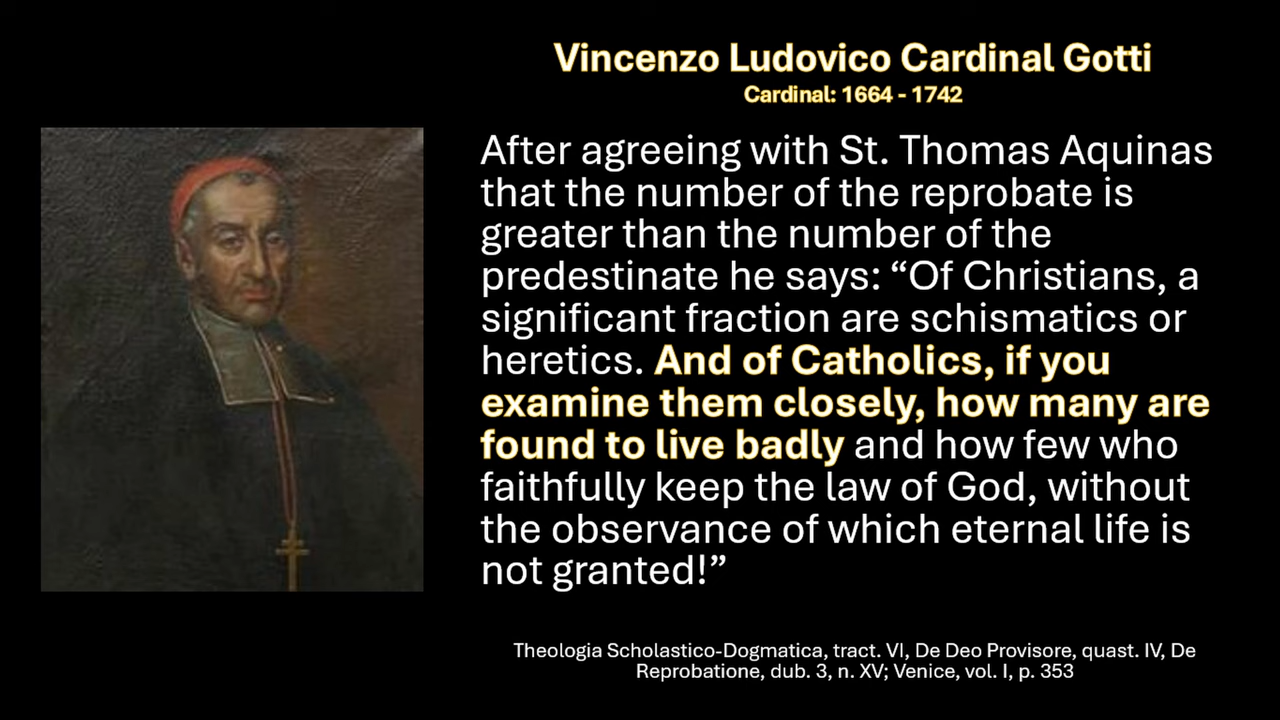 Vincenzo Ludovico Cardinal Gotti
Cardinal: 1664 - 1742
After agreeing with St. Thomas Aquinas
that the number of the reprobate is
greater than the number of the
predestinate he says: “Of Christians, a
significant fraction are schismatics or
heretics. And of Catholics, if you
examine them closely, how many are
found to live badly and how few who
faithfully keep the law of God, without
the observance of which eternal life is
not granted!”
Theologia Scholastico-Dogmatica, tract. VI, De Deo Provisore, quast. IV, De
Reprobatione, dub. 3, n. XV; Venice, vol. I, p. 353